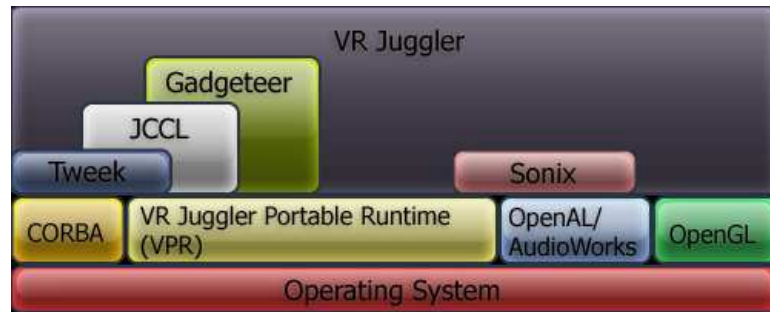 VR Juggler
Gadgeteer
JCCL
Tweek
Sonix
CORBA
VR Juggler Portable Runtime
(VPR)
OpenAL/
AudioWorks
OpenGL
Operating System